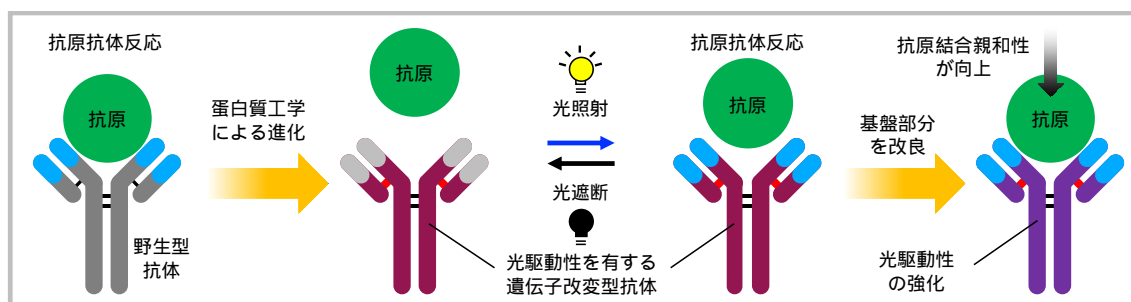 抗原抗体反応
抗原
野生型
抗体
蛋白質工学
による進化
抗原
光照射
光遮断
光駆動性を有する
遺伝子改変型抗体
抗原抗体反応
抗原
基盤部分
を改良
抗原結合親和性
が向上
抗原
光駆動性
の強化